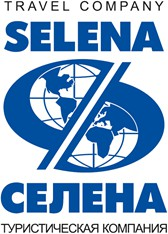 TRAVEL COMPANY
SELENA
СЕЛЕНА
ТУРИСТИЧЕСКАЯ КОМПАНИЯ